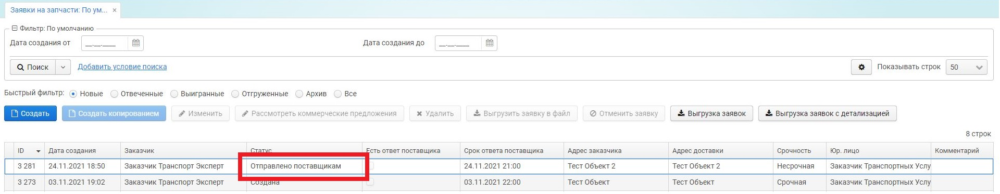 Заявки на запчасти: По ум... ×
Фильтр: По умолчанию
Дата создания от __.__.____ Дата создания до __.__.____
Поиск Добавить условие поиска Показывать строк 50
Быстрый фильтр: Новые Отвеченные Выигранные Отгруженные Архив Все
Создать Создать копированием Изменить Рассмотреть коммерческие предложения Удалить Выгрузить заявку в файл Отменить заявку Выгрузка заявок Выгрузка заявок с детализацией
8 строк
ID Дата создания Заказчик Статус Есть ответ поставщика Срок ответа поставщика Адрес заказчика Адрес доставки Срочность Юр. лицо Комментарий
3 281 24.11.2021 18:50 Заказчик Транспорт Эксперт Отправлено поставщикам 24.11.2021 21:00 Тест Объект 2 Тест Объект 2 Несрочная Заказчик Транспортных Услу
3 273 03.11.2021 19:02 Заказчик Транспорт Эксперт Создана 03.11.2021 22:00 Тест Объект Тест Объект Срочная Заказчик Транспортных Услу